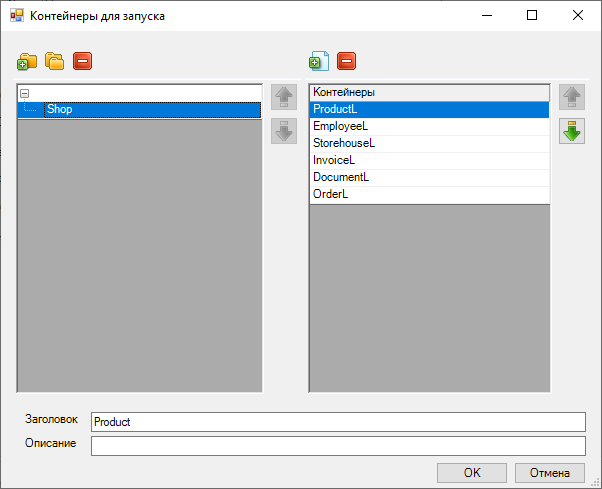 Контейнеры для запуска
Shop
Контейнеры
ProductL
EmployeeL
StorehouseL
InvoiceL
DocumentL
OrderL
Заголовок
Product
Описание
OK
Отмена